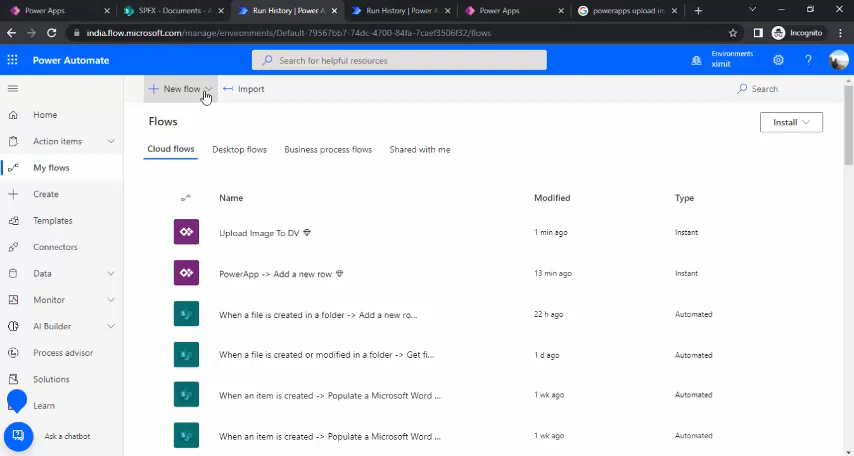 Power Apps
SPFX - Documents - A
Run History | Power A
Run History | Power A
Power Apps
powerapps upload im
india.flow.microsoft.com/manage/environments/Default-79567bb7-74dc-4700-84fa-7caef3506f32/flows
Incognito
Power Automate
Search for helpful resources
Environments
ximit
New flow
Import
Search
Home
Action items
My flows
Create
Templates
Connectors
Data
Monitor
AI Builder
Process advisor
Solutions
Learn
Ask a chatbot
Flows
Install
Cloud flows
Desktop flows
Business process flows
Shared with me
Name Modified Type
Upload Image To DV 1 min ago Instant
PowerApp -> Add a new row 13 min ago Instant
When a file is created in a folder -> Add a new ro... 22 h ago Automated
When a file is created or modified in a folder -> Get fi... 1 d ago Automated
When an item is created -> Populate a Microsoft Word ... 1 wk ago Automated
When an item is created -> Populate a Microsoft Word ... 1 wk ago Automated